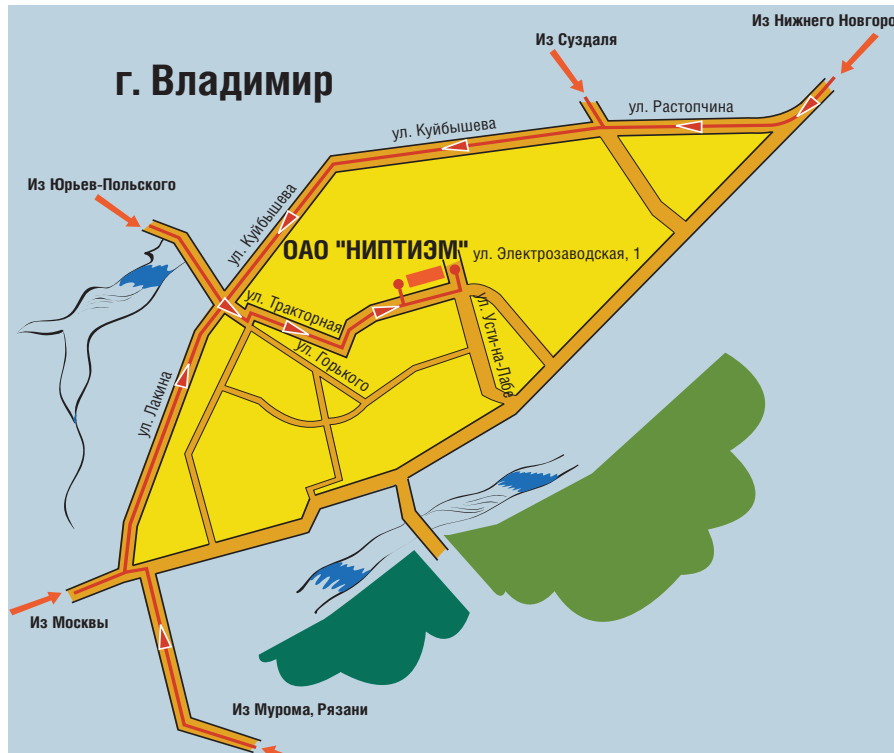 Из Нижнего Новгоро
Из Суздаля
г. Владимир
ул. Растопчина
ул. Куйбышева
Из Юрьев-Польского
ул. Куйбышева
ОАО "НИПТИЭМ"
ул. Электрозаводская, 1
ул. Тракторная
ул. Усти-на-Лабе
ул. Горького
ул. Лакина
Из Москвы
Из Мурома, Рязани